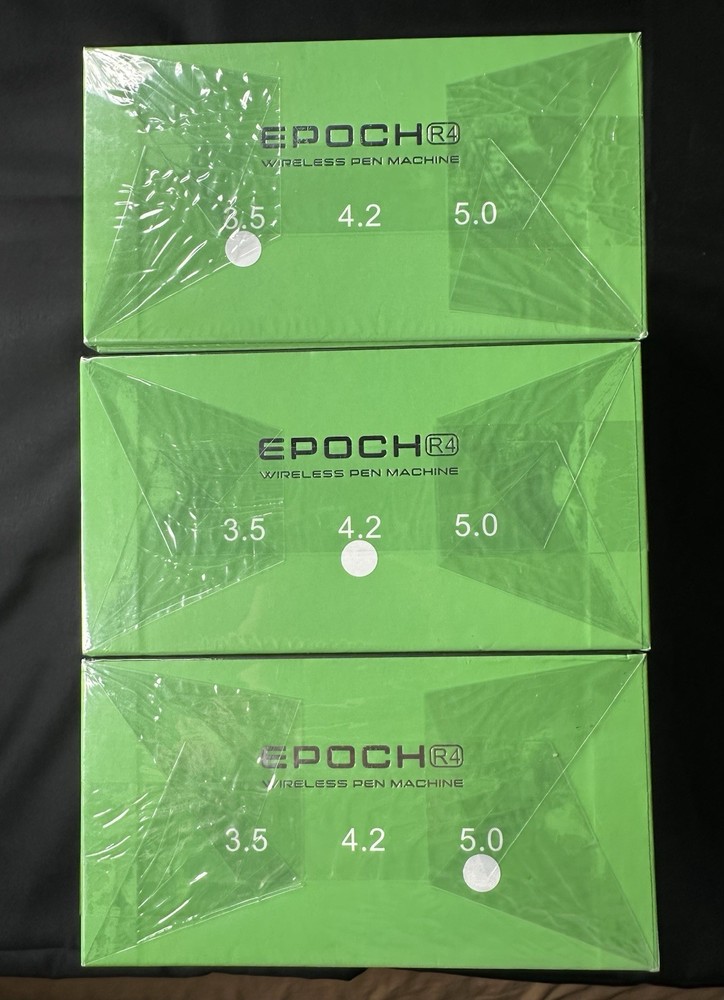 EPOCH R4
WIRELESS PEN MACHINE
3.5 4.2 5.0
EPOCH R4
WIRELESS PEN MACHINE
3.5 4.2 5.0
EPOCH R4
WIRELESS PEN MACHINE
3.5 4.2 5.0